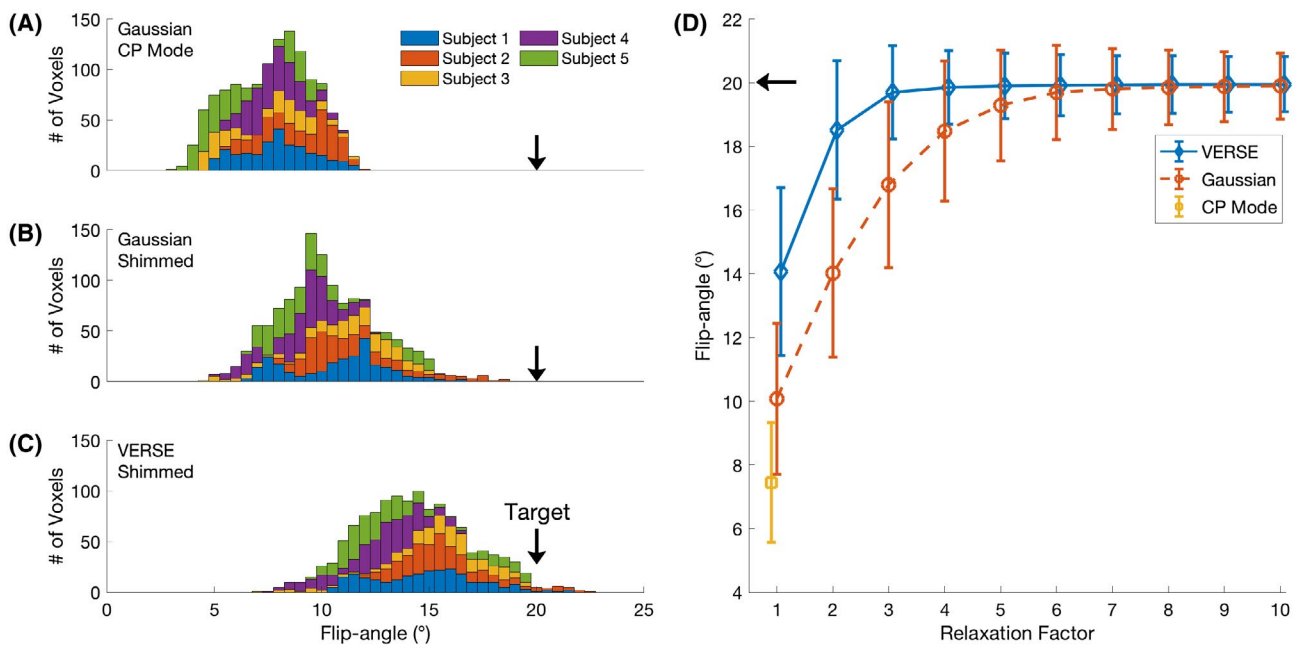 (A)
Gaussian
CP Mode
# of Voxels
150
100
50
0
Subject 1
Subject 2
Subject 3
Subject 4
Subject 5
(B)
Gaussian
Shimmed
# of Voxels
150
100
50
0
(C)
VERSE
Shimmed
# of Voxels
150
100
50
0
Target
0 5 10 15 20 25
Flip-angle (°)
(D)
Flip-angle (°)
22
20
18
16
14
12
10
8
6
4
VERSE
Gaussian
CP Mode
1 2 3 4 5 6 7 8 9 10
Relaxation Factor